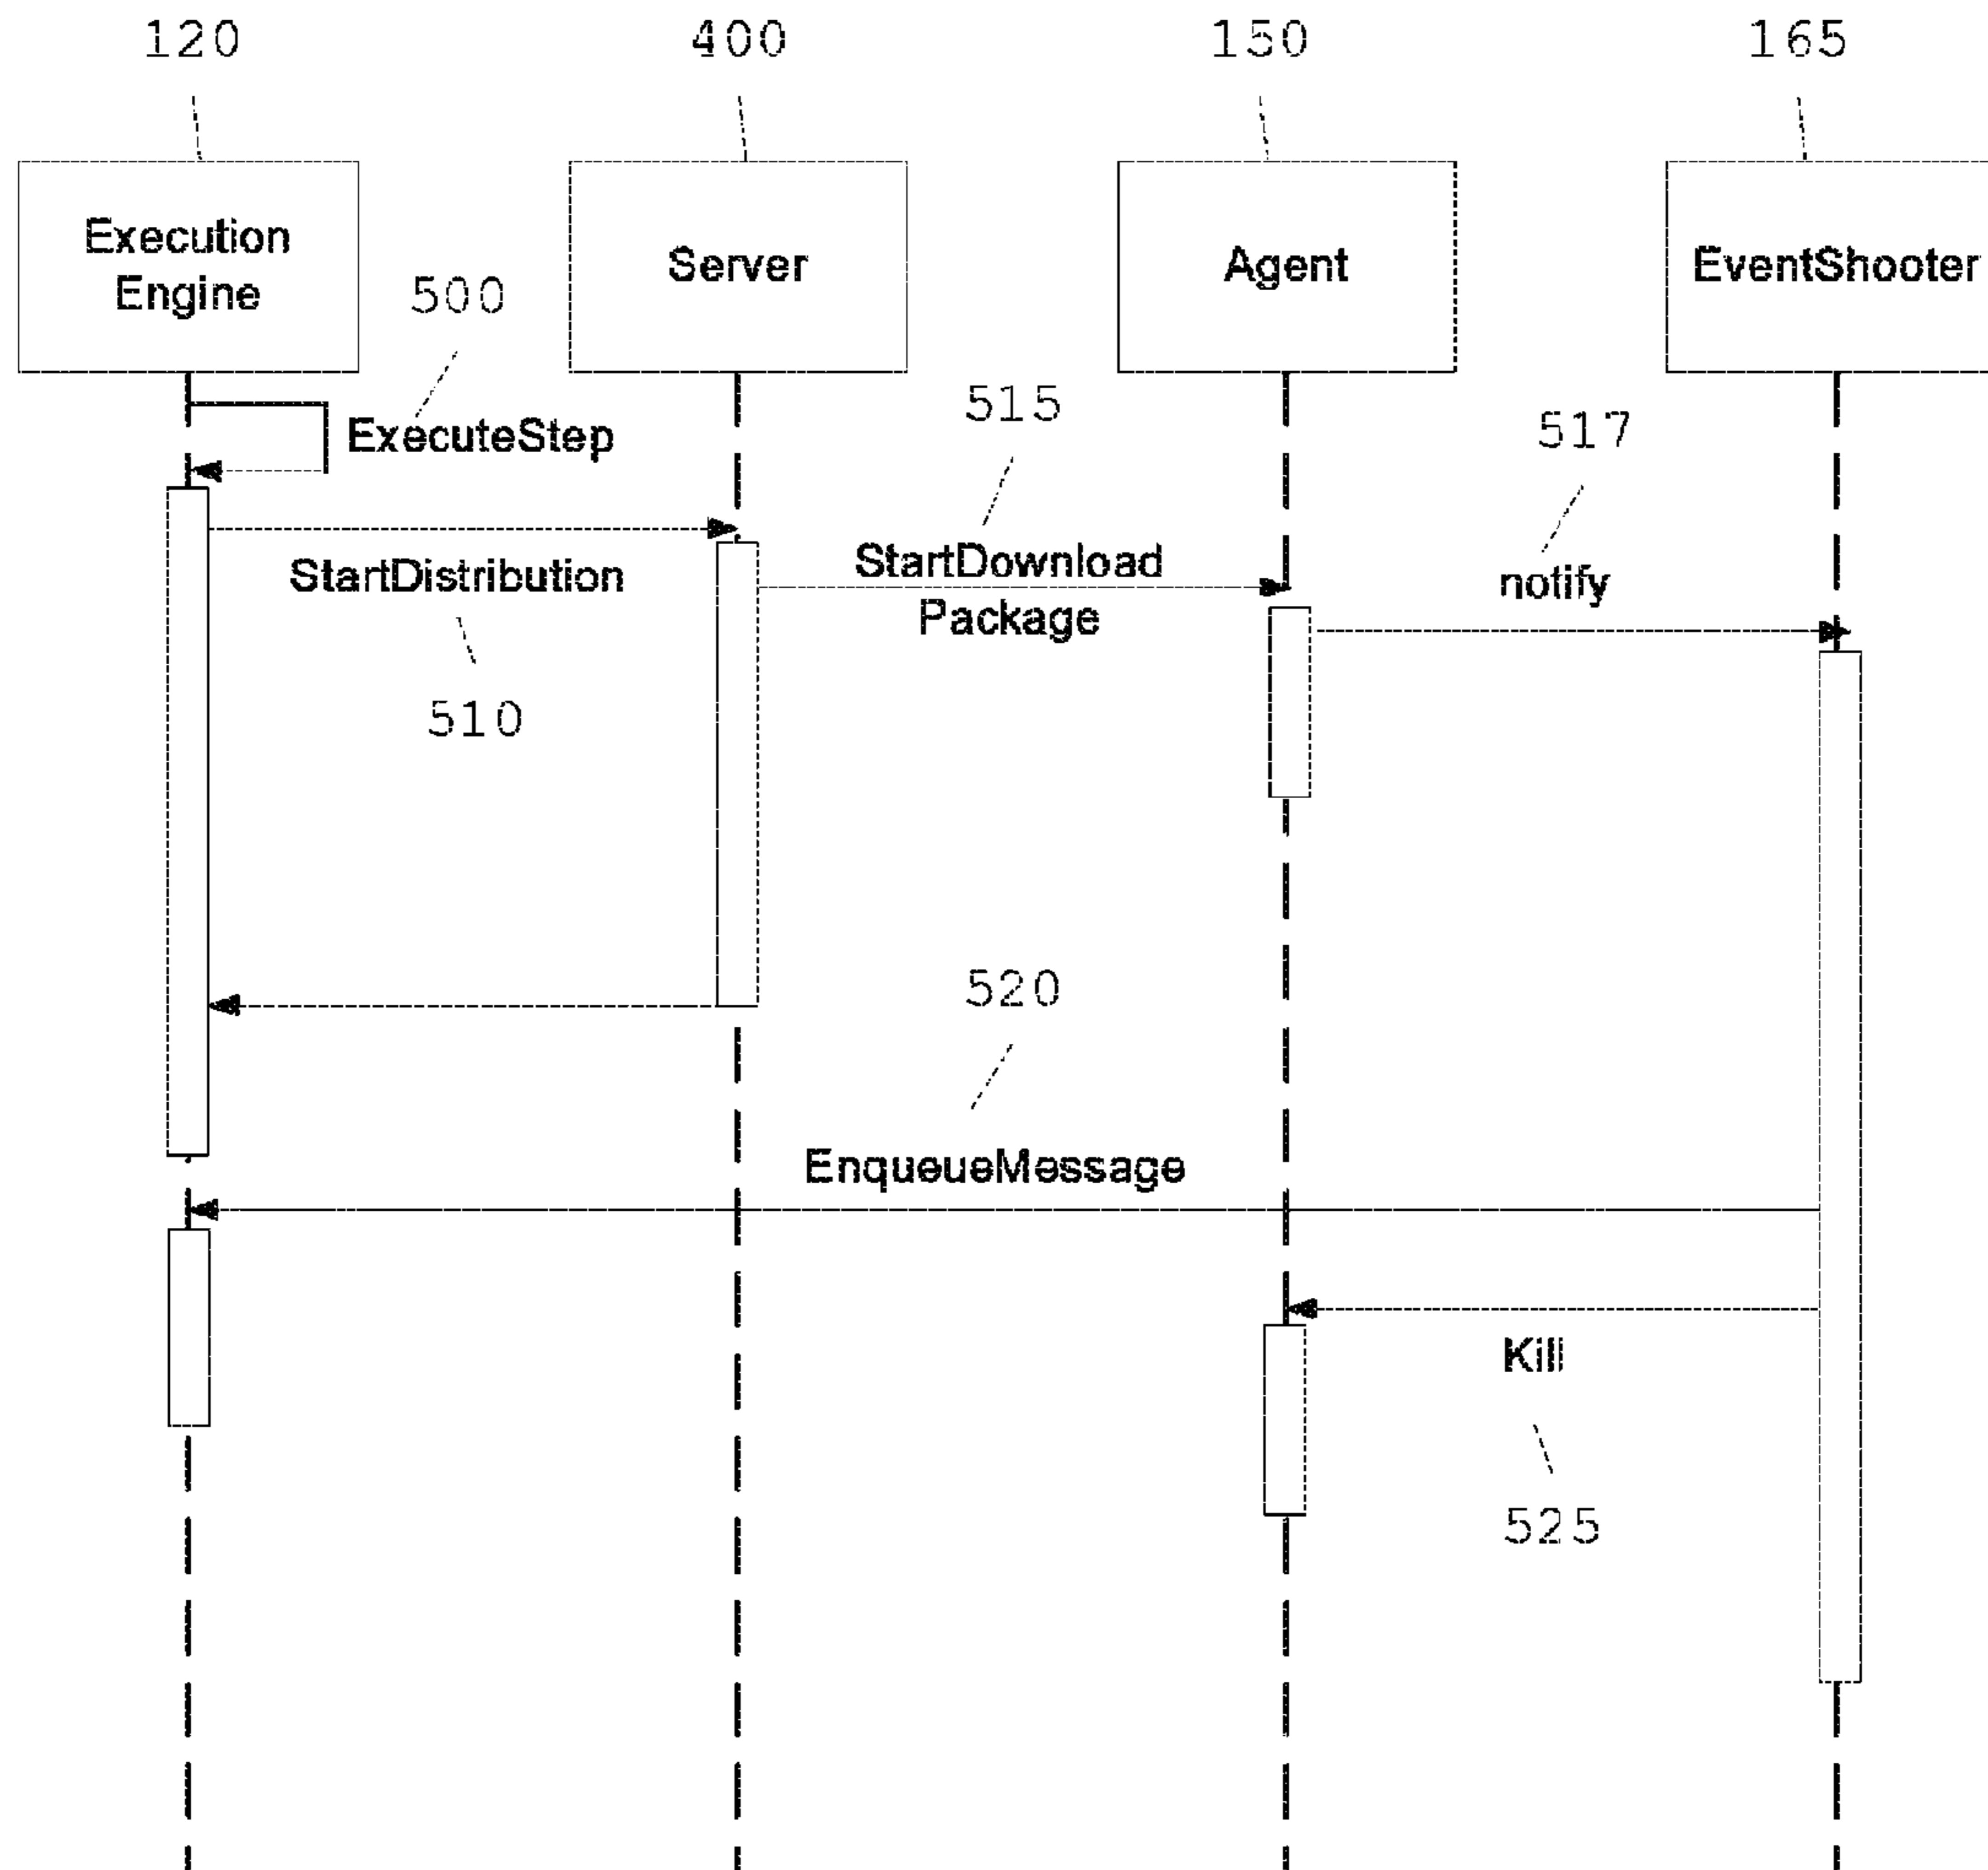 120
400
150
165
Execution
Engine
Server
Agent
EventShooter
500
ExecuteStep
515
517
StartDistribution
StartDownload
Package
notify
510
520
EnqueueMessage
Kill
525